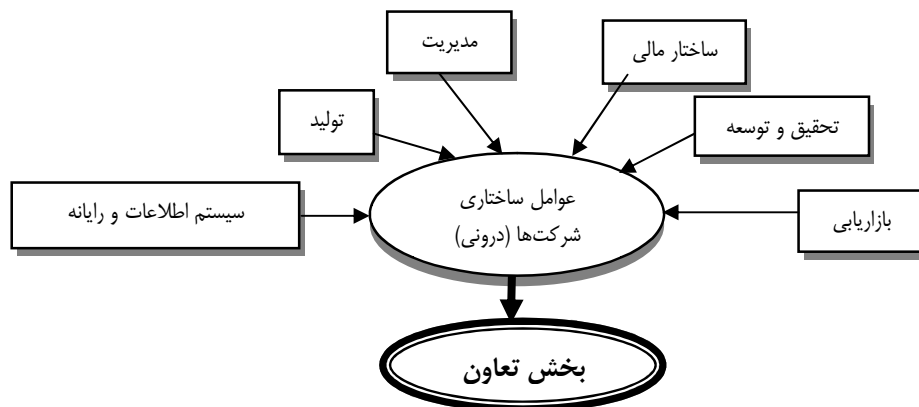 ساختار مالی
مدیریت
تحقیق و توسعه
تولید
بازاریابی
سیستم اطلاعات و رایانه
عوامل ساختاری
شرکت‌ها (درونی)
بخش تعاون